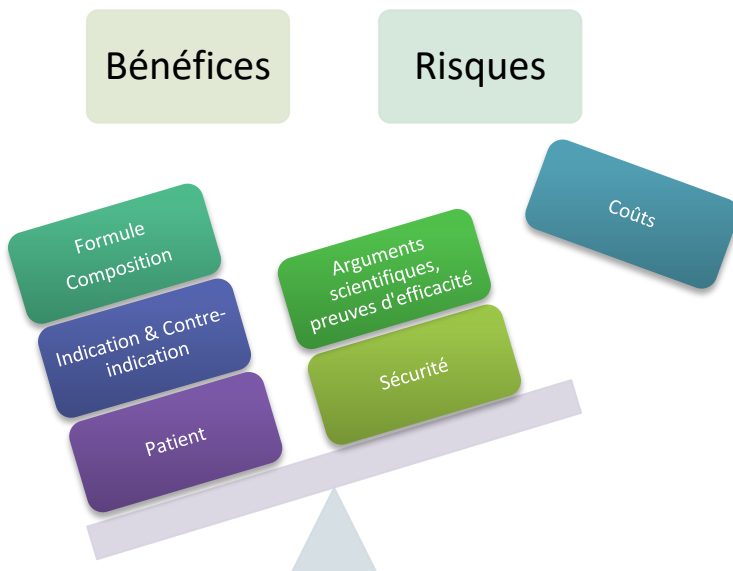 Bénéfices
Risques
Formule
Composition
Indication & Contre-
indication
Patient
Arguments
scientifiques,
preuves d'efficacité
Sécurité
Coûts